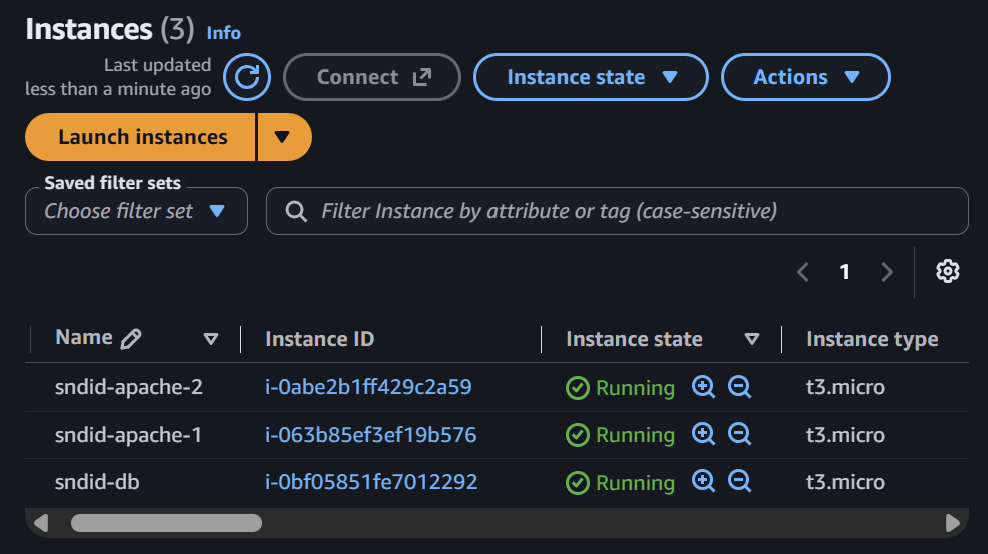 Instances (3) Info
Last updated
less than a minute ago
Connect
Instance state
Actions
Launch instances
Saved filter sets
Choose filter set
Filter Instance by attribute or tag (case-sensitive)
1
Name Instance ID Instance state Instance type
sndid-apache-2 i-0abe2b1ff429c2a59 Running t3.micro
sndid-apache-1 i-063b85ef3ef19b576 Running t3.micro
sndid-db i-0bf05851fe7012292 Running t3.micro